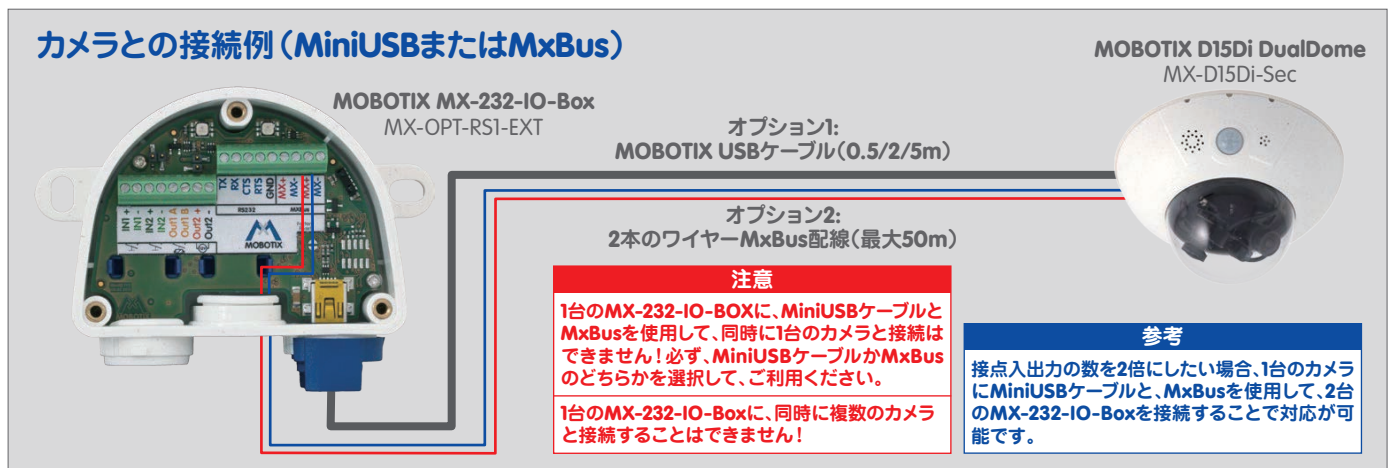 カメラとの接続例(MiniUSBまたはMxBus)
MOBOTIX MX-232-IO-Box
MX-OPT-RS1-EXT
MOBOTIX D15Di DualDome
MX-D15Di-Sec
オプション1:
MOBOTIX USBケーブル(0.5/2/5m)
オプション2:
2本のワイヤーMxBus配線(最大50m)
TX
RX
CTS
RTS
GND
MX+
MX-
MX+
MX-
RS232
MxBus
IN1 +
IN1 -
IN2 +
IN2 -
Out1 A
Out1 B
Out2 +
Out2
MOBOTIX
注意
1台のMX-232-IO-BOXに、MiniUSBケーブルと
MxBusを使用して、同時に1台のカメラと接続は
できません!必ず、MiniUSBケーブルかMxBus
のどちらかを選択して、ご利用ください。
1台のMX-232-IO-Boxに、同時に複数のカメラ
と接続することはできません!
参考
接点入出力の数を2倍にしたい場合、1台のカメラ
にMiniUSBケーブルと、MxBusを使用して、2台
のMX-232-IO-Boxを接続することで対応が可
能です。